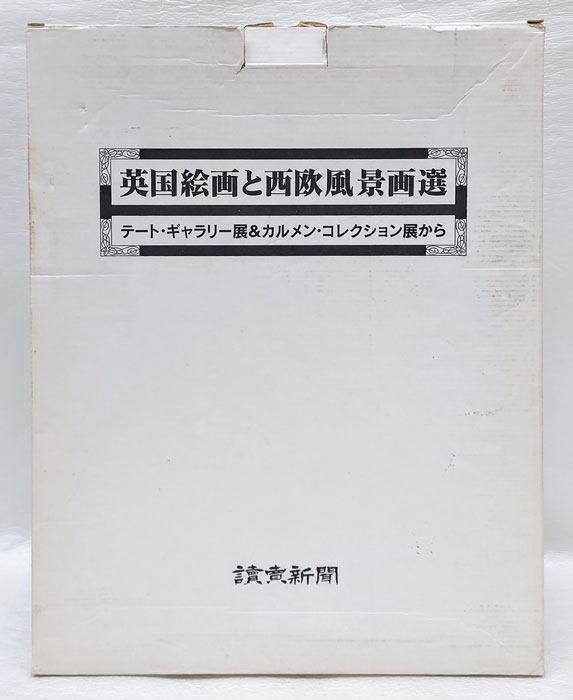 英国絵画と西欧風景画選
テート・ギャラリー展&カルメン・コレクション展から
讀賣新聞